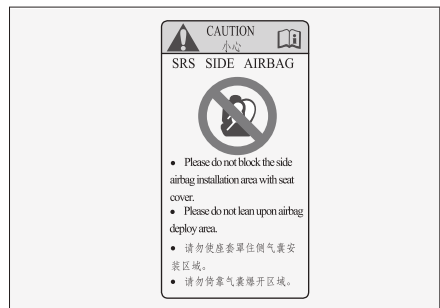 CAUTION
小心
SRS SIDE AIRBAG
• Please do not block the side
airbag installation area with seat
cover.
• Please do not lean upon airbag
deploy area.
• 请勿使座套罩住侧气囊安
装区域。
• 请勿倚靠气囊爆开区域。